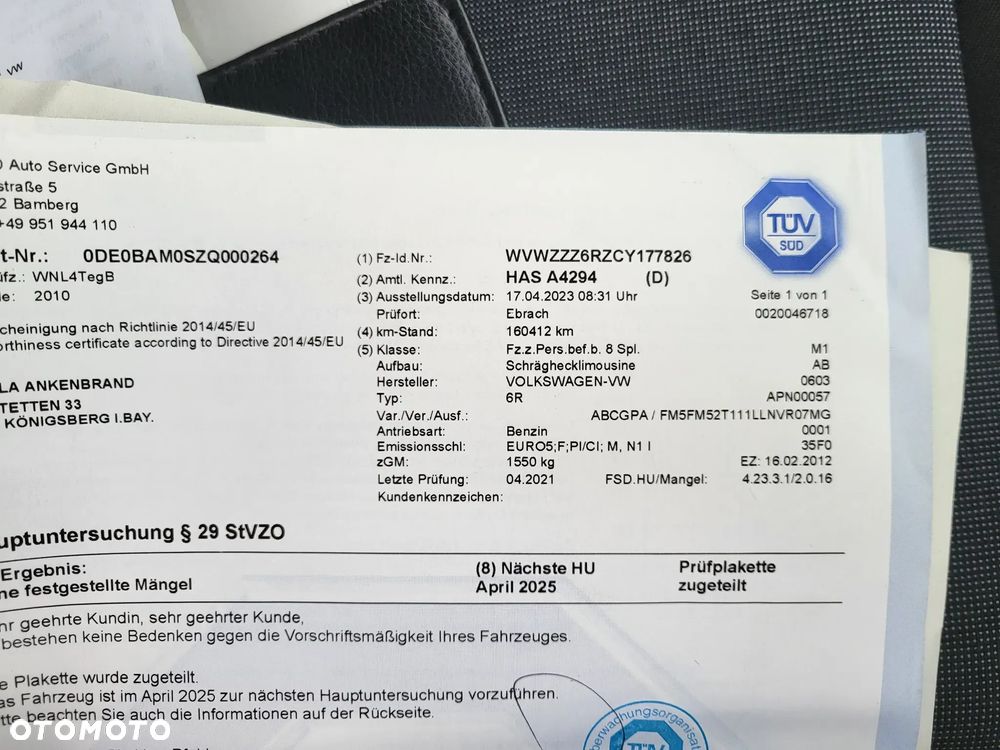 vw
Auto Service GmbH
straße 5
2 Bamberg
+49 951 944 110
t-Nr.: 0DE0BAM0SZQ000264
üfz.: WNL4TegB
e: 2010
cheinigung nach Richtlinie 2014/45/EU
orthiness certificate according to Directive 2014/45/EU
LA ANKENBRAND
TETTEN 33
KÖNIGSBERG I.BAY.
TÜV
SÜD
(1) Fz-Id.Nr.: WVWZZZ6RZCY177826
(2) Amtl. Kennz.: HAS A4294 (D)
(3) Ausstellungsdatum: 17.04.2023 08:31 Uhr Seite 1 von 1
Prüfort: Ebrach 0020046718
(4) km-Stand: 160412 km
(5) Klasse: Fz.z.Pers.bef.b. 8 Spl. M1
Aufbau: Schräghecklimousine AB
Hersteller: VOLKSWAGEN-VW 0603
Typ: 6R APN00057
Var./Ver./Ausf.: ABCGPA / FM5FM52T111LLNVR07MG
Antriebsart: Benzin 0001
Emissionsschl: EURO5;F;PI/CI; M, N1 I 35F0
zGM: 1550 kg EZ: 16.02.2012
Letzte Prüfung: 04.2021 FSD.HU/Mangel: 4.23.3.1/2.0.16
Kundenkennzeichen:
uptuntersuchung § 29 StVZO
Ergebnis: (8) Nächste HU Prüfplakette
ne festgestellte Mängel April 2025 zugeteilt
hr geehrte Kundin, sehr geehrter Kunde,
bestehen keine Bedenken gegen die Vorschriftsmäßigkeit Ihres Fahrzeuges.
e Plakette wurde zugeteilt.
as Fahrzeug ist im April 2025 zur nächsten Hauptuntersuchung vorzuführen.
tte beachten Sie auch die Informationen auf der Rückseite.
OTOMOTO
berwachungsorganisat
TÜV